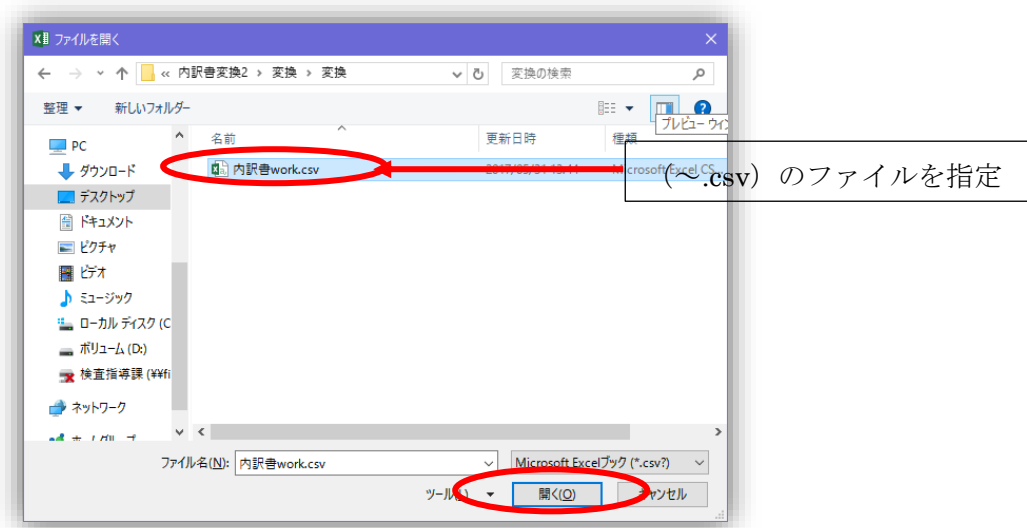 ファイルを開く
« 内訳書変換2 › 変換 › 変換
変換の検索
整理 新しいフォルダー
プレビュー ウィン
PC
名前 更新日時 種類
ダウンロード
内訳書work.csv 2017/05/31 13:44 Microsoft Excel CS
(～.csv)のファイルを指定
デスクトップ
ドキュメント
ピクチャ
ビデオ
ミュージック
ローカル ディスク (C
ボリューム (D:)
検査指導課 (¥¥fi
ネットワーク
ファイル名(N): 内訳書work.csv Microsoft Excelブック (*.csv?)
ツール(L) 開く(O) キャンセル